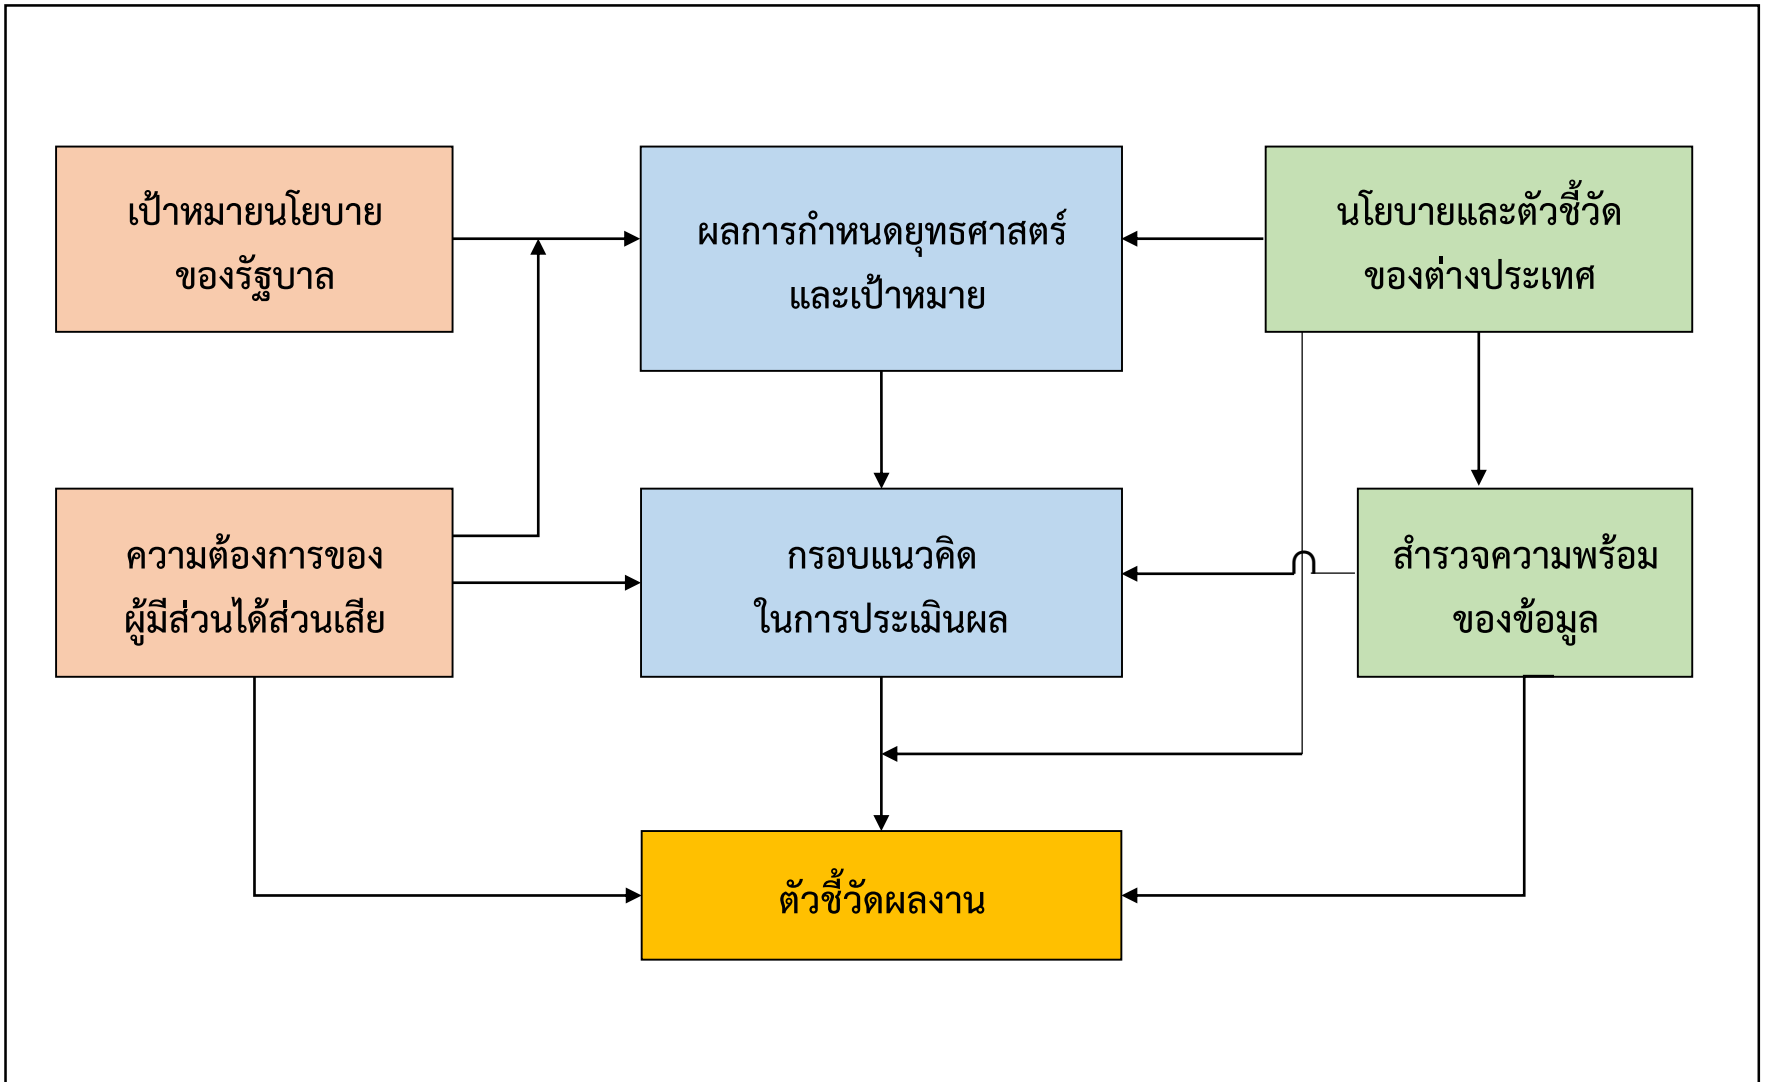 เป้าหมายนโยบาย
ของรัฐบาล
ผลการกำหนดยุทธศาสตร์
และเป้าหมาย
นโยบายและตัวชี้วัด
ของต่างประเทศ
ความต้องการของ
ผู้มีส่วนได้ส่วนเสีย
กรอบแนวคิด
ในการประเมินผล
สำรวจความพร้อม
ของข้อมูล
ตัวชี้วัดผลงาน